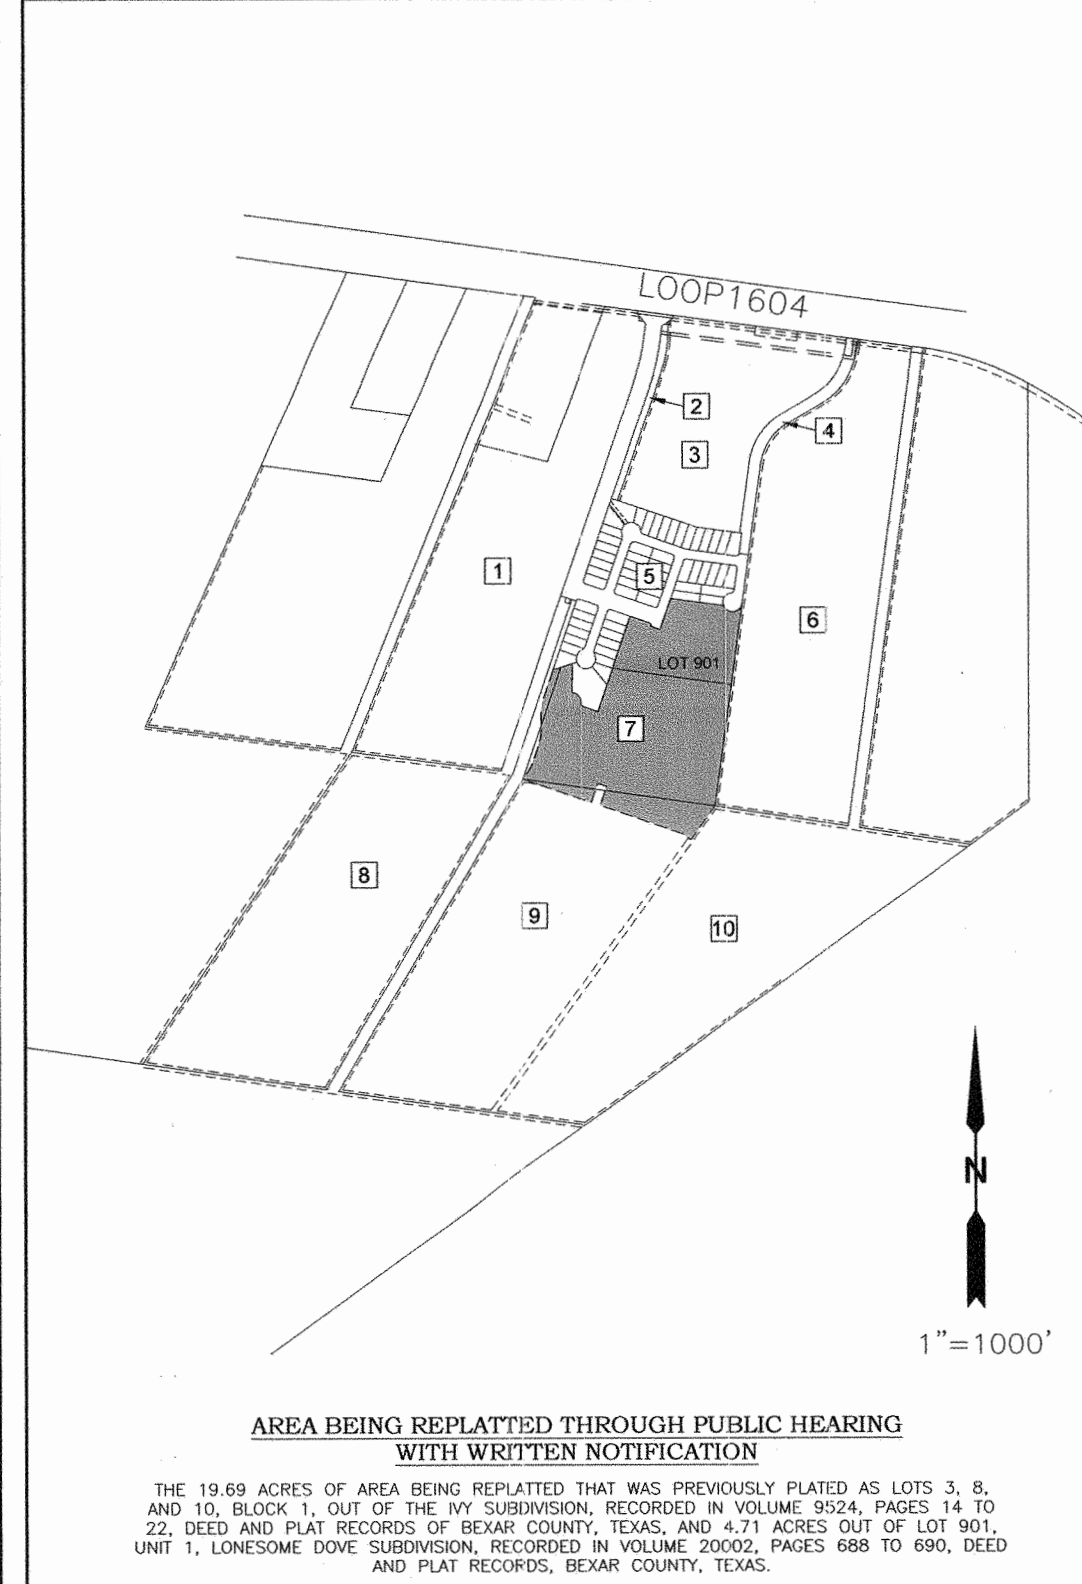 LOOP1604
2
4
3
1
5
6
LOT 901
7
8
9
10
N
1"=1000'
AREA BEING REPLATTED THROUGH PUBLIC HEARING
WITH WRITTEN NOTIFICATION
THE 19.69 ACRES OF AREA BEING REPLATTED THAT WAS PREVIOUSLY PLATED AS LOTS 3, 8,
AND 10, BLOCK 1, OUT OF THE IVY SUBDIVISION, RECORDED IN VOLUME 9524, PAGES 14 TO
22, DEED AND PLAT RECORDS OF BEXAR COUNTY, TEXAS, AND 4.71 ACRES OUT OF LOT 901,
UNIT 1, LONESOME DOVE SUBDIVISION, RECORDED IN VOLUME 20002, PAGES 688 TO 690, DEED
AND PLAT RECORDS, BEXAR COUNTY, TEXAS.